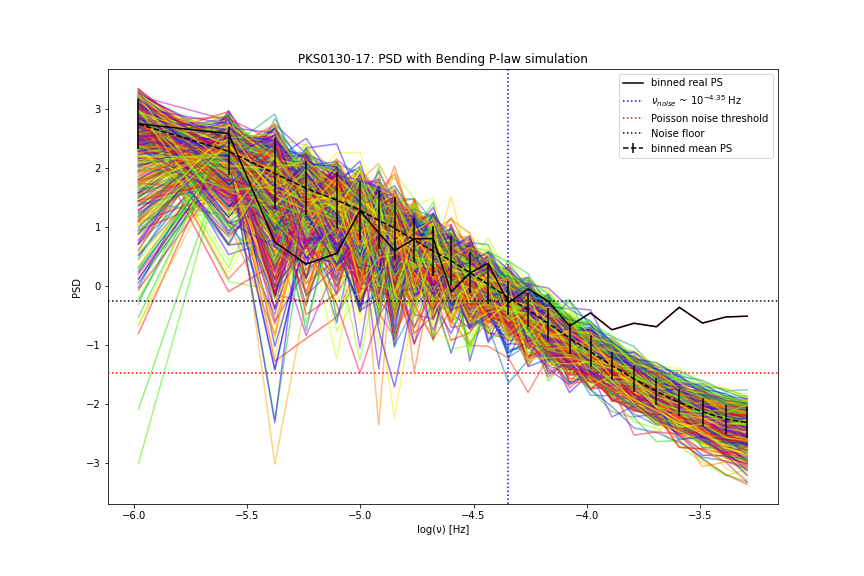 PKS0130-17: PSD with Bending P-law simulation
binned real PS
ν_noise ~ 10^−4.35 Hz
Poisson noise threshold
Noise floor
binned mean PS
PSD
3
2
1
0
−1
−2
−3
−6.0 −5.5 −5.0 −4.5 −4.0 −3.5
log(ν) [Hz]